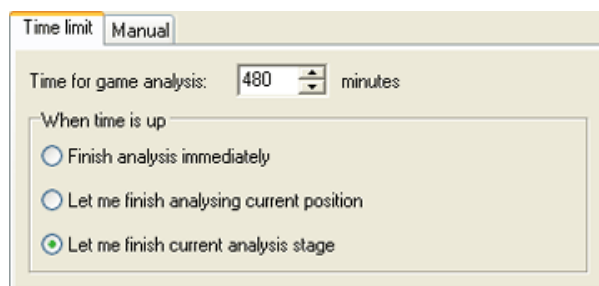 Time limit Manual
Time for game analysis: 480 minutes
When time is up
Finish analysis immediately
Let me finish analysing current position
Let me finish current analysis stage